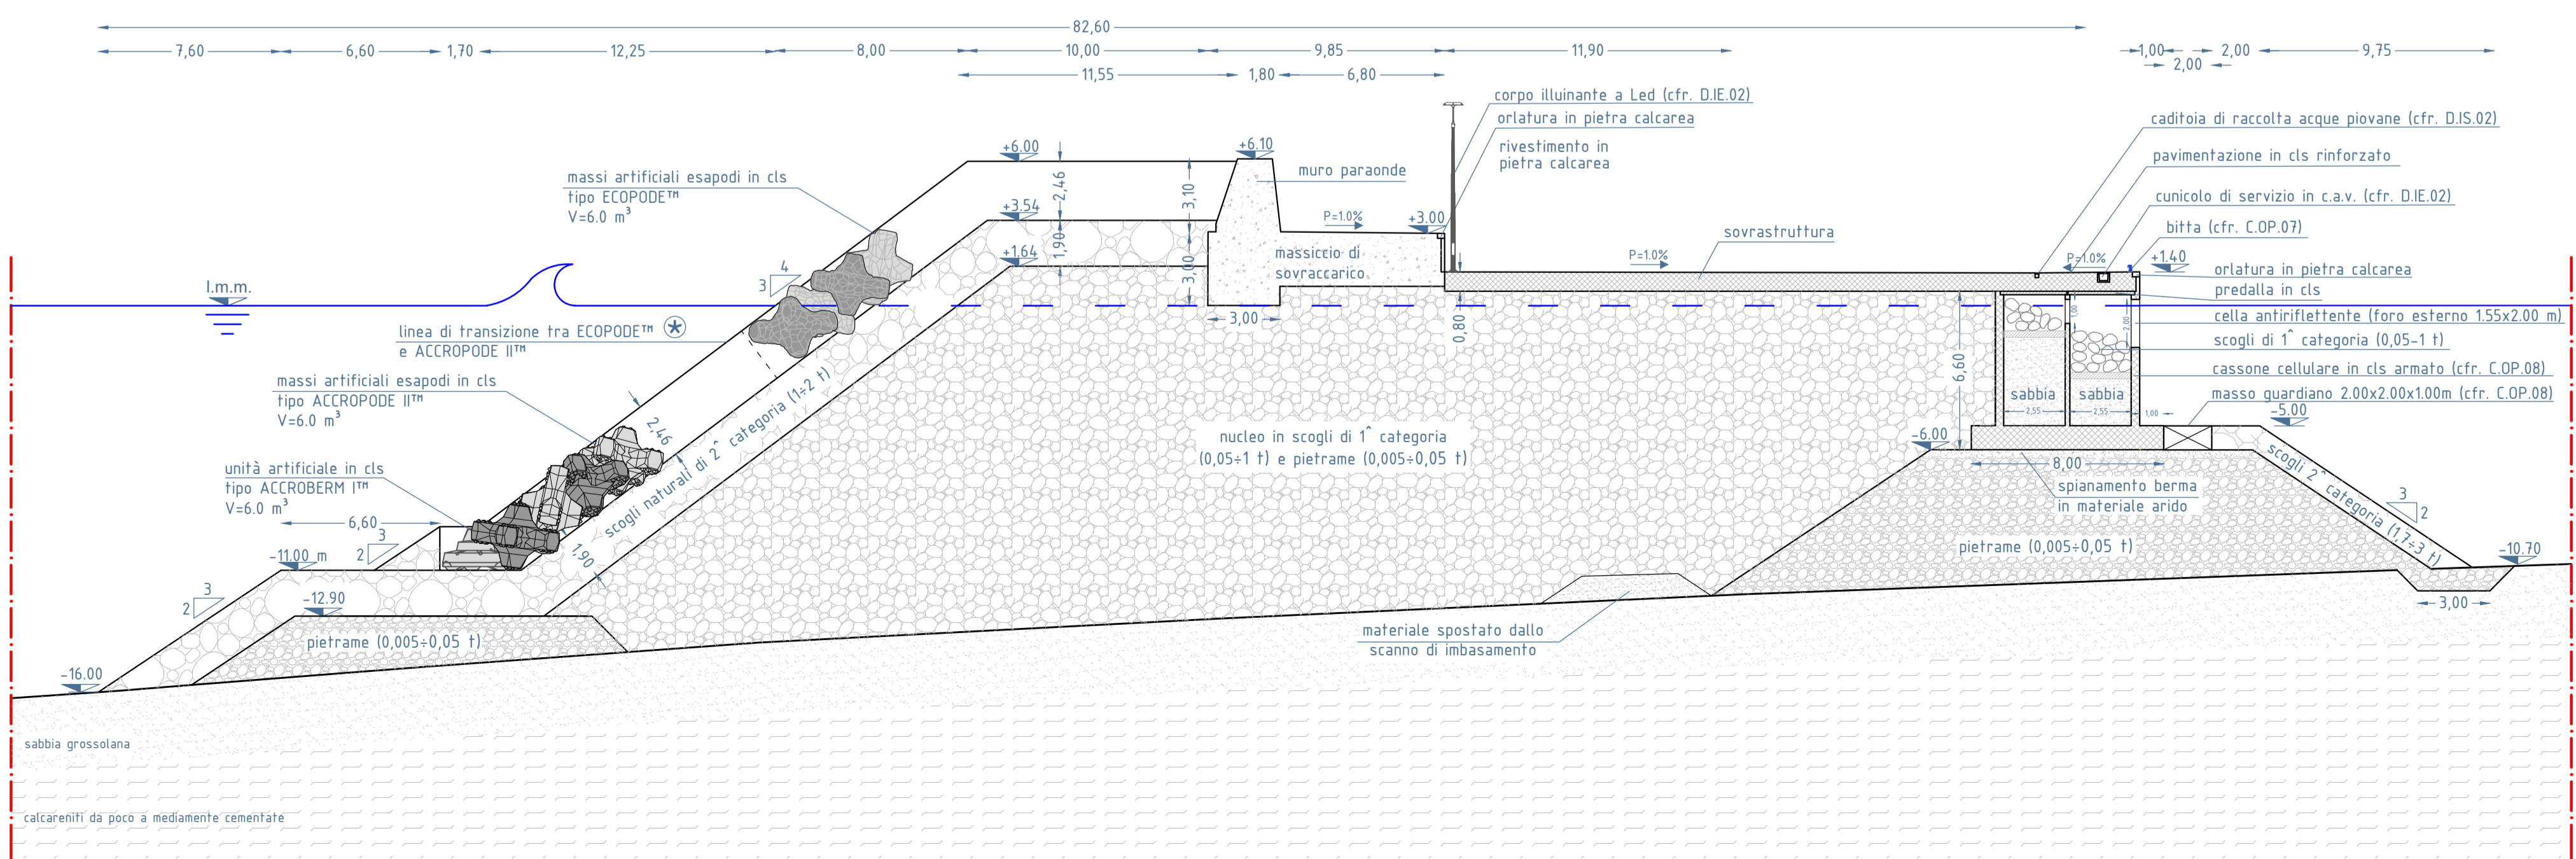 82,60
7,60
6,60
1,70
12,25
8,00
10,00
9,85
11,90
1,00
2,00
9,75
2,00
11,55
1,80
6,80
corpo illuinante a Led (cfr. D.IE.02)
orlatura in pietra calcarea
rivestimento in
pietra calcarea
caditoia di raccolta acque piovane (cfr. D.IS.02)
pavimentazione in cls rinforzato
cunicolo di servizio in c.a.v. (cfr. D.IE.02)
bitta (cfr. C.OP.07)
+1.40
orlatura in pietra calcarea
predalla in cls
cella antiriflettente (foro esterno 1.55x2.00 m)
scogli di 1^ categoria (0,05-1 t)
cassone cellulare in cls armato (cfr. C.OP.08)
masso guardiano 2.00x2.00x1.00m (cfr. C.OP.08)
-5.00
+6.00
+6.10
muro paraonde
2,46
3,10
massi artificiali esapodi in cls
tipo ECOPODE™
V=6.0 m³
+3.54
P=1.0%
+3.00
1,90
3,00
sovrastruttura
+1.64
massiccio di
sovraccarico
P=1.0%
P=1.0%
4
3
l.m.m.
3,00
0,80
linea di transizione tra ECOPODE™
e ACCROPODE II™
1,00
2,00
6,60
sabbia
sabbia
2,55
2,55
1,00
massi artificiali esapodi in cls
tipo ACCROPODE II™
V=6.0 m³
2,46
scogli naturali di 2^ categoria (1÷2 t)
nucleo in scogli di 1^ categoria
(0,05÷1 t) e pietrame (0,005÷0,05 t)
-6.00
8,00
scogli 2^ categoria (1,7÷3 t)
unità artificiale in cls
tipo ACCROBERM I™
V=6.0 m³
spianamento berma
in materiale arido
3
2
6,60
3
2
1,90
-11.00 m
pietrame (0,005÷0,05 t)
-10.70
3
2
-12.90
3,00
pietrame (0,005÷0,05 t)
materiale spostato dallo
scanno di imbasamento
-16.00
sabbia grossolana
calcareniti da poco a mediamente cementate